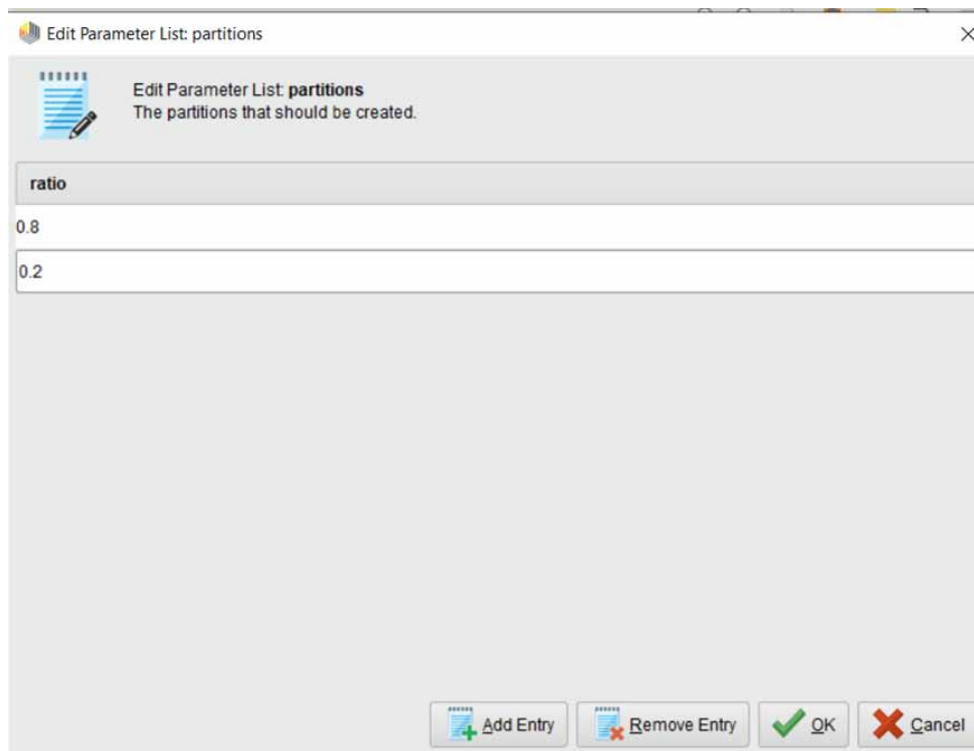 Edit Parameter List: partitions
Edit Parameter List: partitions
The partitions that should be created.
ratio
0.8
0.2
Add Entry Remove Entry OK Cancel